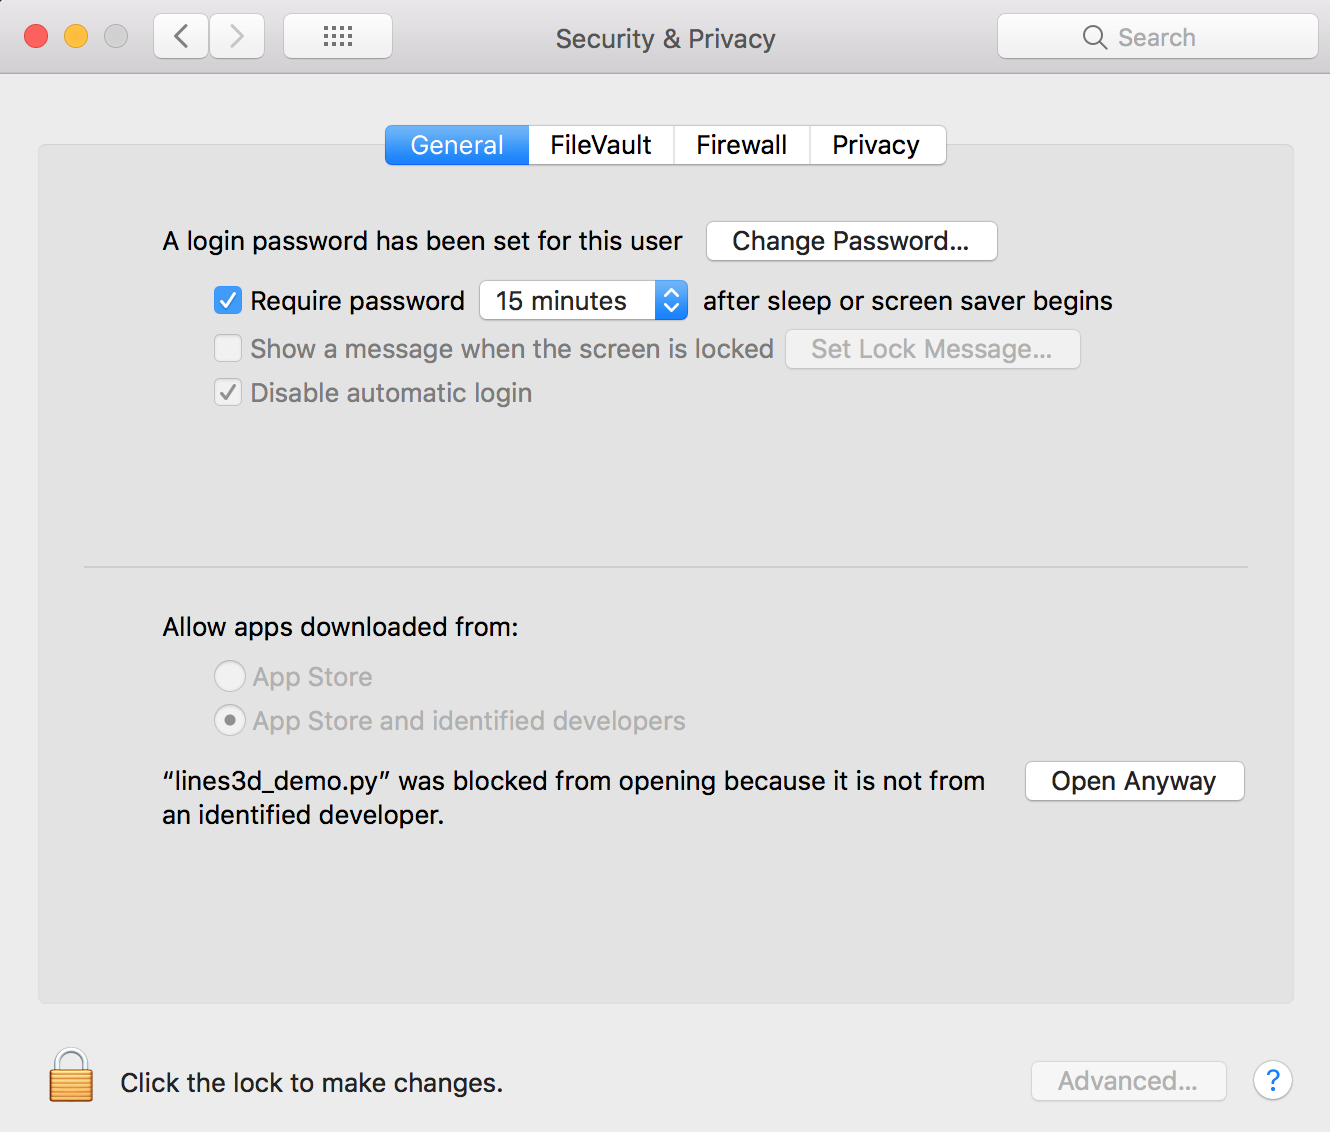 Security & Privacy
Search
General FileVault Firewall Privacy
A login password has been set for this user Change Password...
Require password 15 minutes after sleep or screen saver begins
Show a message when the screen is locked Set Lock Message...
Disable automatic login
Allow apps downloaded from:
App Store
App Store and identified developers
“lines3d_demo.py” was blocked from opening because it is not from Open Anyway
an identified developer.
Click the lock to make changes. Advanced... ?